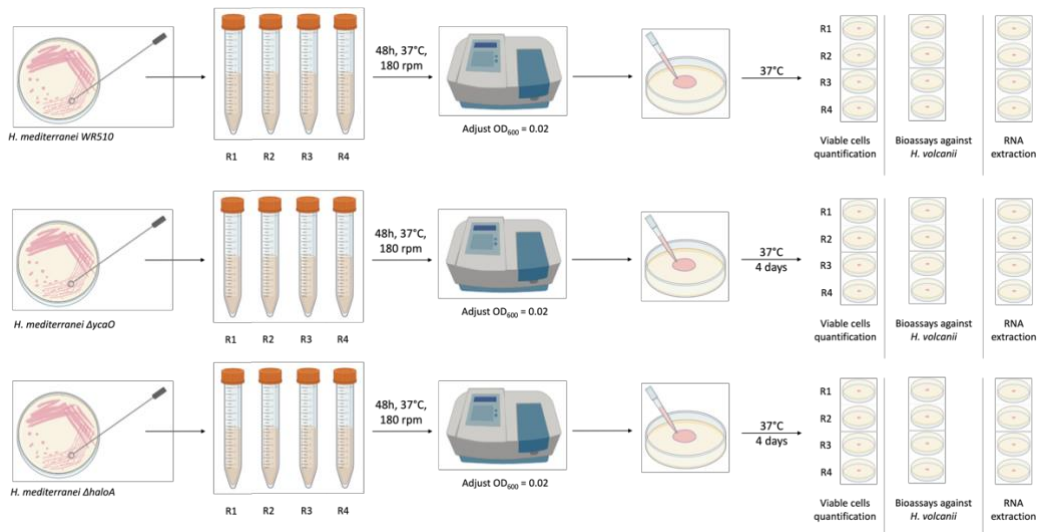 48h, 37°C,
180 rpm
37°C
R1
R2
R3
R4
Adjust OD₆₀₀ = 0.02
H. mediterranei WR510
R1 R2 R3 R4
Viable cells
quantification
Bioassays against
H. volcanii
RNA
extraction
48h, 37°C,
180 rpm
37°C
4 days
R1
R2
R3
R4
Adjust OD₆₀₀ = 0.02
H. mediterranei ΔycaO
R1 R2 R3 R4
Viable cells
quantification
Bioassays against
H. volcanii
RNA
extraction
48h, 37°C,
180 rpm
37°C
4 days
R1
R2
R3
R4
Adjust OD₆₀₀ = 0.02
H. mediterranei ΔhaloA
R1 R2 R3 R4
Viable cells
quantification
Bioassays against
H. volcanii
RNA
extraction